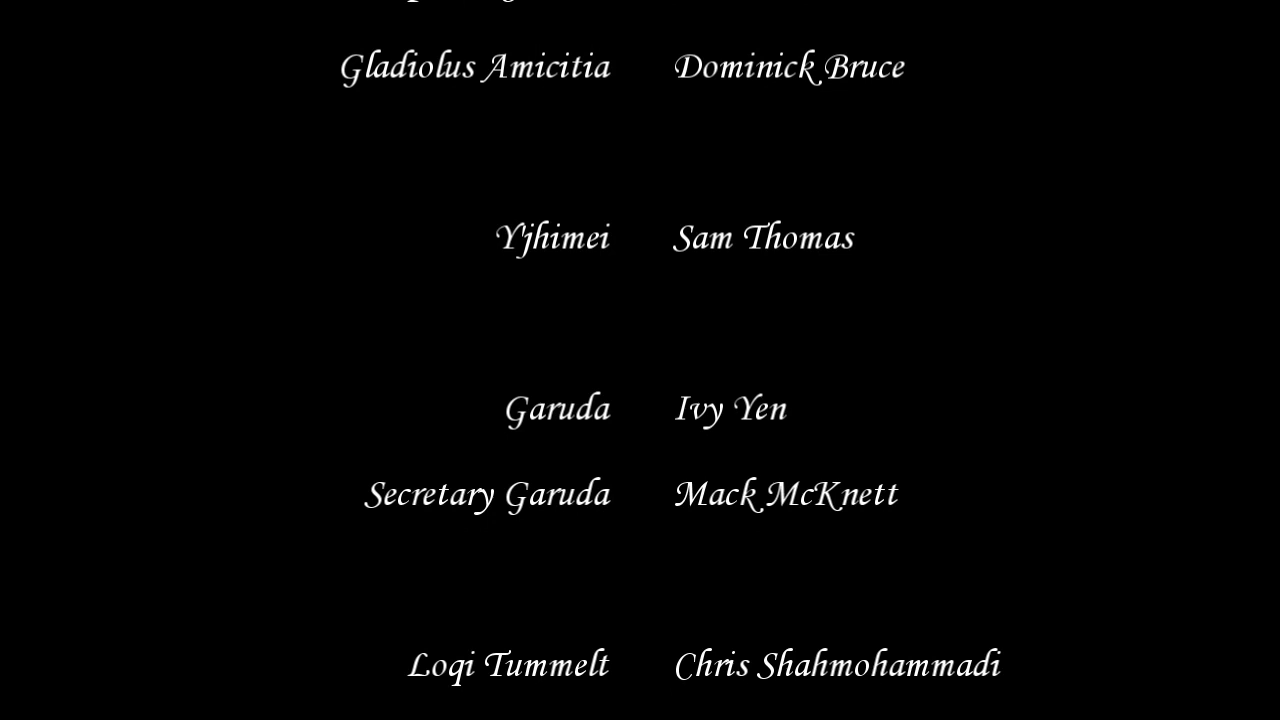 Gladiolus Amicitia Dominick Bruce
Yjhimei Sam Thomas
Garuda Ivy Yen
Secretary Garuda Mack McKnett
Loqi Tummelt Chris Shahmohammadi